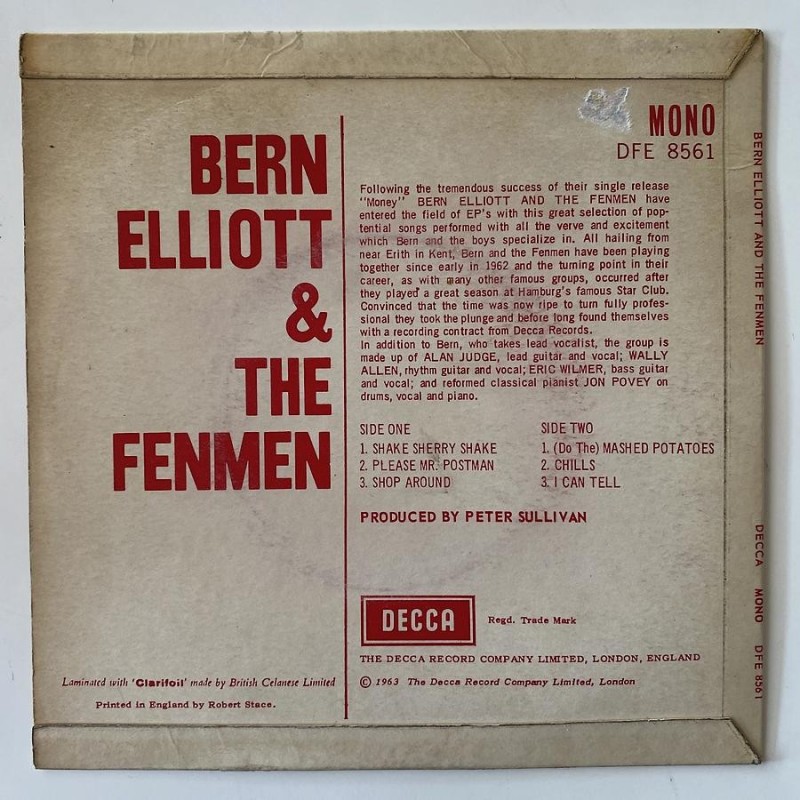 BERN
ELLIOTT
&
THE
FENMEN
MONO
DFE 8561
Following the tremendous success of their single release
"Money" BERN ELLIOTT AND THE FENMEN have
entered the field of EP's with this great selection of pop-
tential songs performed with all the verve and excitement
which Bern and the boys specialize in. All hailing from
near Erith in Kent, Bern and the Fenmen have been playing
together since early in 1962 and the turning point in their
career, as with many other famous groups, occurred after
they played a great season at Hamburg's famous Star Club.
Convinced that the time was now ripe to turn fully profes-
sional they took the plunge and before long found themselves
with a recording contract from Decca Records.
In addition to Bern, who takes lead vocalist, the group is
made up of ALAN JUDGE, lead guitar and vocal; WALLY
ALLEN, rhythm guitar and vocal; ERIC WILMER, bass guitar
and vocal; and reformed classical pianist JON POVEY on
drums, vocal and piano.
SIDE ONE
1. SHAKE SHERRY SHAKE
2. PLEASE MR. POSTMAN
3. SHOP AROUND
SIDE TWO
1. (Do The) MASHED POTATOES
2. CHILLS
3. I CAN TELL
PRODUCED BY PETER SULLIVAN
DECCA
Regd. Trade Mark
THE DECCA RECORD COMPANY LIMITED, LONDON, ENGLAND
© 1963 The Decca Record Company Limited, London
Laminated with 'Clarifoil' made by British Celanese Limited
Printed in England by Robert Stace.
BERN ELLIOTT AND THE FENMEN
DECCA MONO DFE 8561